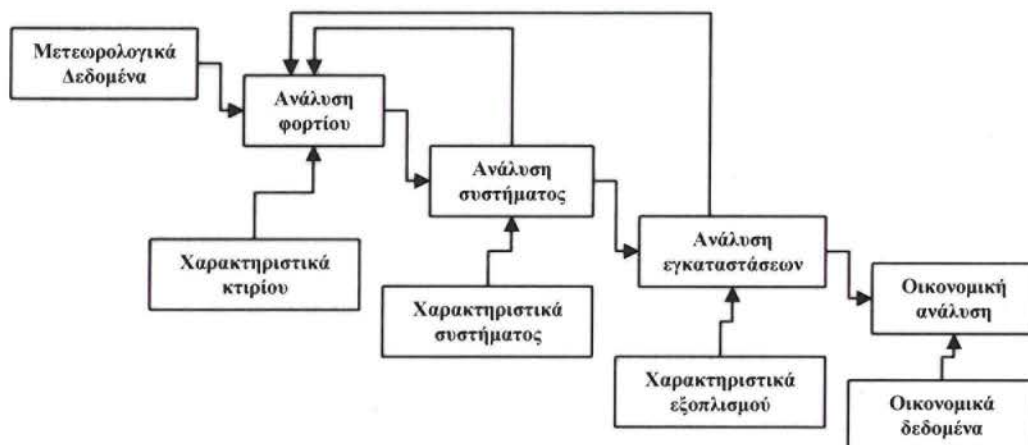 Μετεωρολογικά
Δεδομένα
Ανάλυση
φορτίου
Ανάλυση
συστήματος
Χαρακτηριστικά
κτιρίου
Ανάλυση
εγκαταστάσεων
Χαρακτηριστικά
συστήματος
Οικονομική
ανάλυση
Χαρακτηριστικά
εξοπλισμού
Οικονομικά
δεδομένα